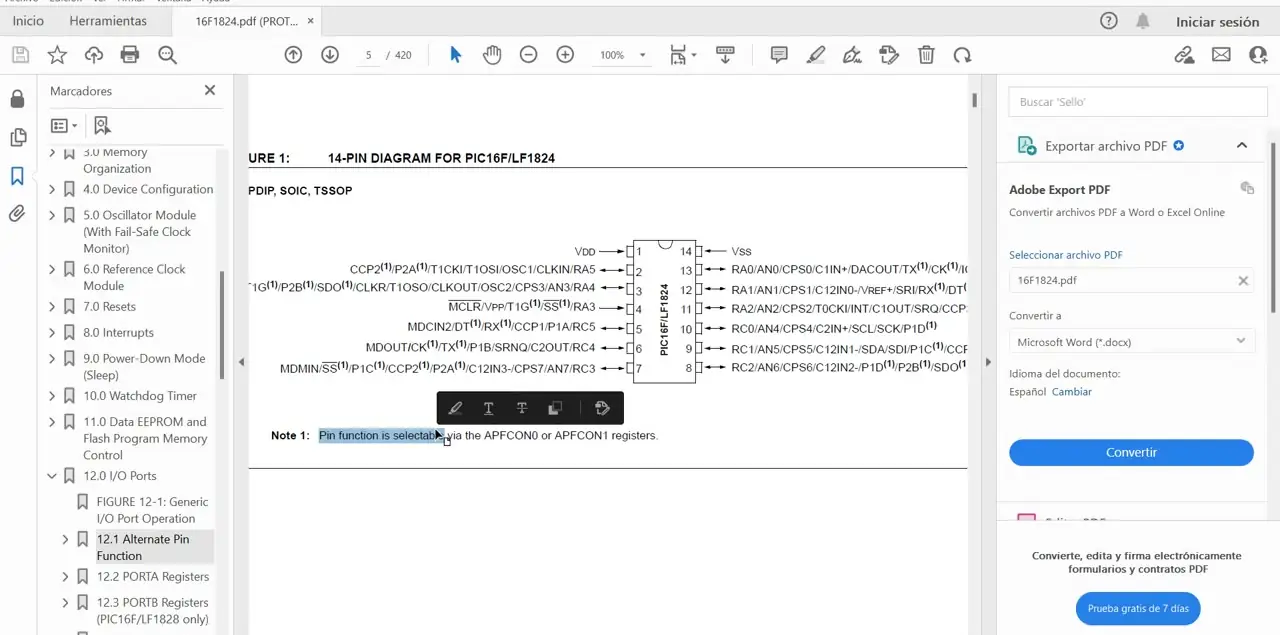 Inicio
Herramientas
16F1824.pdf (PROT... ×
Iniciar sesión
5 / 420
100%
Marcadores
3.0 Memory
Organization
4.0 Device Configuration
5.0 Oscillator Module
(With Fail-Safe Clock
Monitor)
6.0 Reference Clock
Module
7.0 Resets
8.0 Interrupts
9.0 Power-Down Mode
(Sleep)
10.0 Watchdog Timer
11.0 Data EEPROM and
Flash Program Memory
Control
12.0 I/O Ports
FIGURE 12-1: Generic
I/O Port Operation
12.1 Alternate Pin
Function
12.2 PORTA Registers
12.3 PORTB Registers
(PIC16F/LF1828 only)
URE 1: 14-PIN DIAGRAM FOR PIC16F/LF1824
PDIP, SOIC, TSSOP
VDD 1 14 VSS
CCP2(1)/P2A(1)/T1CKI/T1OSI/OSC1/CLKIN/RA5 2 13 RA0/AN0/CPS0/C1IN+/DACOUT/TX(1)/CK(1)/I
T1G(1)/P2B(1)/SDO(1)/CLKR/T1OSO/CLKOUT/OSC2/CPS3/AN3/RA4 3 12 RA1/AN1/CPS1/C12IN0-/VREF+/SRI/RX(1)/DT(1)
MCLR/VPP/T1G(1)/SS(1)/RA3 4 11 RA2/AN2/CPS2/T0CKI/INT/C1OUT/SRQ/CCP
MDCIN2/DT(1)/RX(1)/CCP1/P1A/RC5 5 10 RC0/AN4/CPS4/C2IN+/SCL/SCK/P1D(1)
MDOUT/CK(1)/TX(1)/P1B/SRNQ/C2OUT/RC4 6 9 RC1/AN5/CPS5/C12IN1-/SDA/SDI/P1C(1)/CCP
MDMIN/SS(1)/P1C(1)/CCP2(1)/P2A(1)/C12IN3-/CPS7/AN7/RC3 7 8 RC2/AN6/CPS6/C12IN2-/P1D(1)/P2B(1)/SDO(1)
PIC16F/LF1824
Note 1: Pin function is selectable via the APFCON0 or APFCON1 registers.
Buscar 'Sello'
Exportar archivo PDF
Adobe Export PDF
Convertir archivos PDF a Word o Excel Online
Seleccionar archivo PDF
16F1824.pdf
Convertir a
Microsoft Word (*.docx)
Idioma del documento:
Español Cambiar
Convertir
Convierte, edita y firma electrónicamente
formularios y contratos PDF
Prueba gratis de 7 días